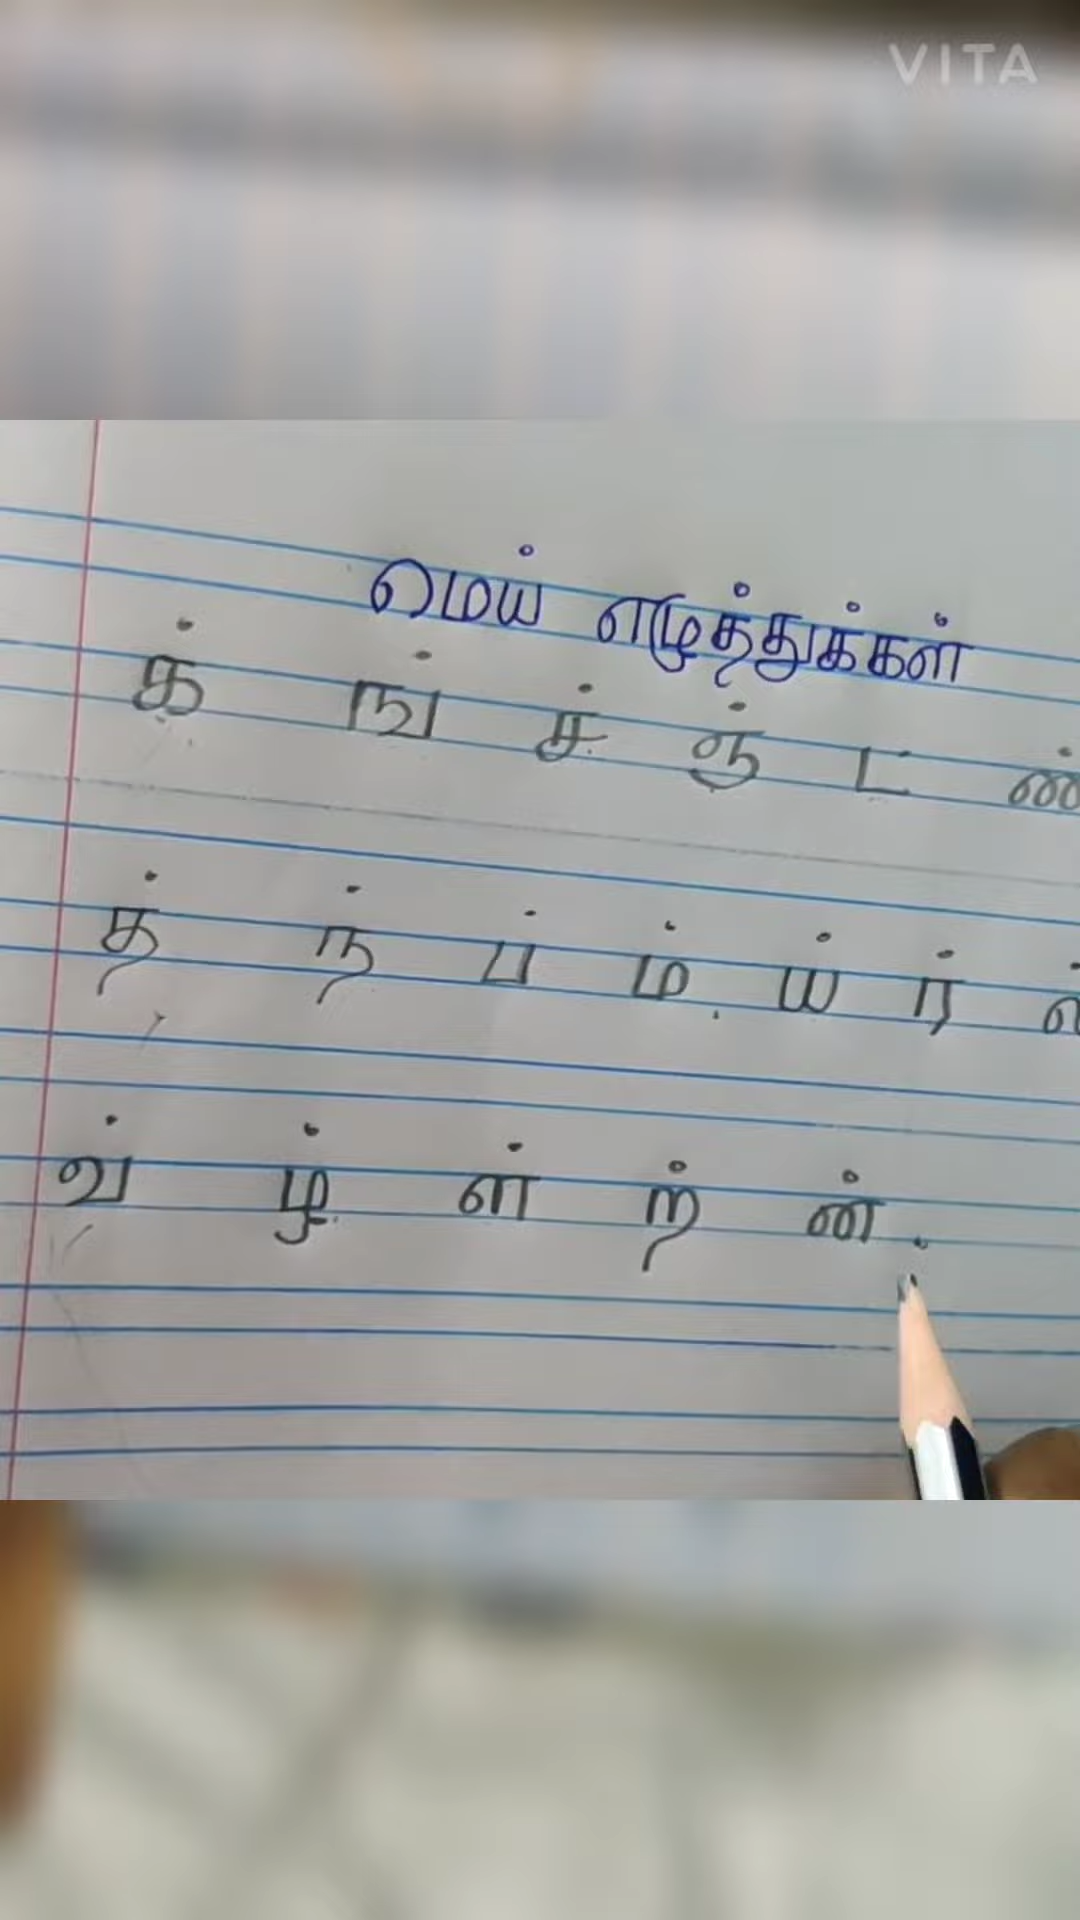 VITA
மெய் எழுத்துக்கள்
க் ங் ச் ஞ் ட் ண்
த் ந் ப் ம் ய் ர் ல்
வ் ழ் ள் ற் ன் .